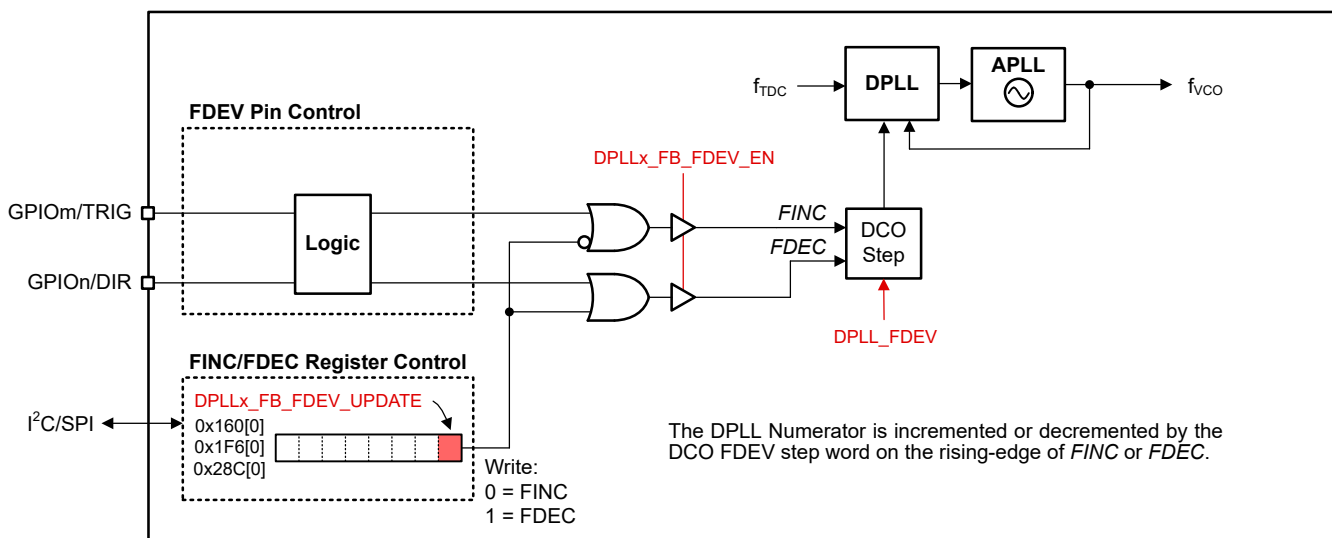 DPLL
APLL
fTDC
fVCO
FDEV Pin Control
DPLLx_FB_FDEV_EN
GPIOm/TRIG
Logic
FINC
FDEC
DCO
Step
GPIOn/DIR
DPLL_FDEV
FINC/FDEC Register Control
DPLLx_FB_FDEV_UPDATE
I²C/SPI
0x160[0]
0x1F6[0]
0x28C[0]
Write:
0 = FINC
1 = FDEC
The DPLL Numerator is incremented or decremented by the
DCO FDEV step word on the rising-edge of FINC or FDEC.